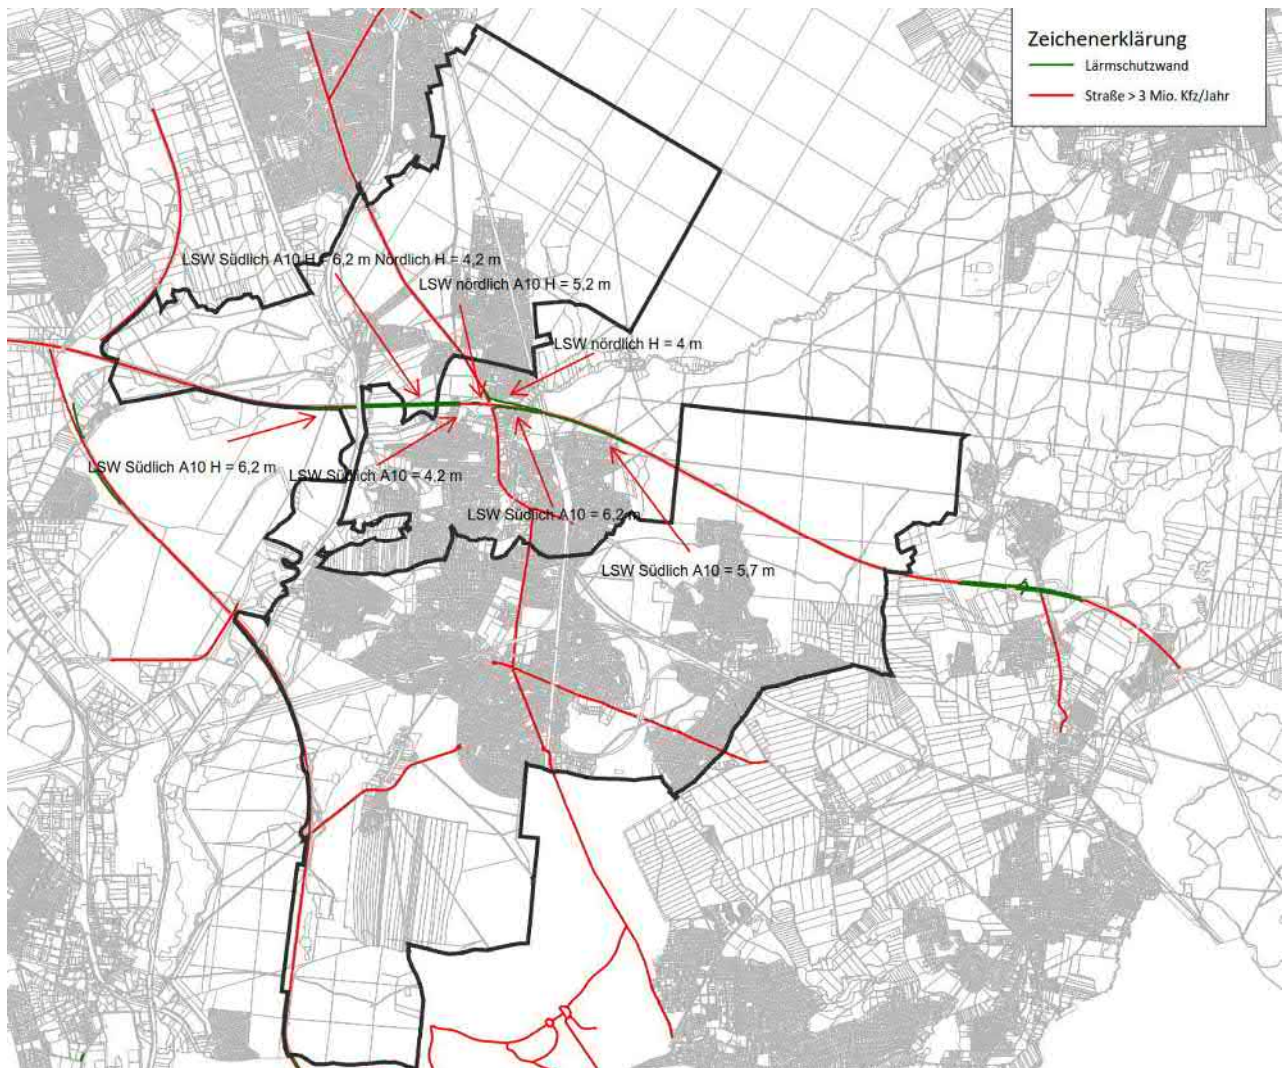 Zeichenerklärung
Lärmschutzwand
Straße > 3 Mio. Kfz/Jahr
LSW Südlich A10 H = 6,2 m Nördlich H = 4,2 m
LSW nördlich A10 H = 5,2 m
LSW nördlich H = 4 m
LSW Südlich A10 H = 6,2 m
LSW Südlich A10 = 4,2 m
LSW Südlich A10 = 6,2 m
LSW Südlich A10 = 5,7 m